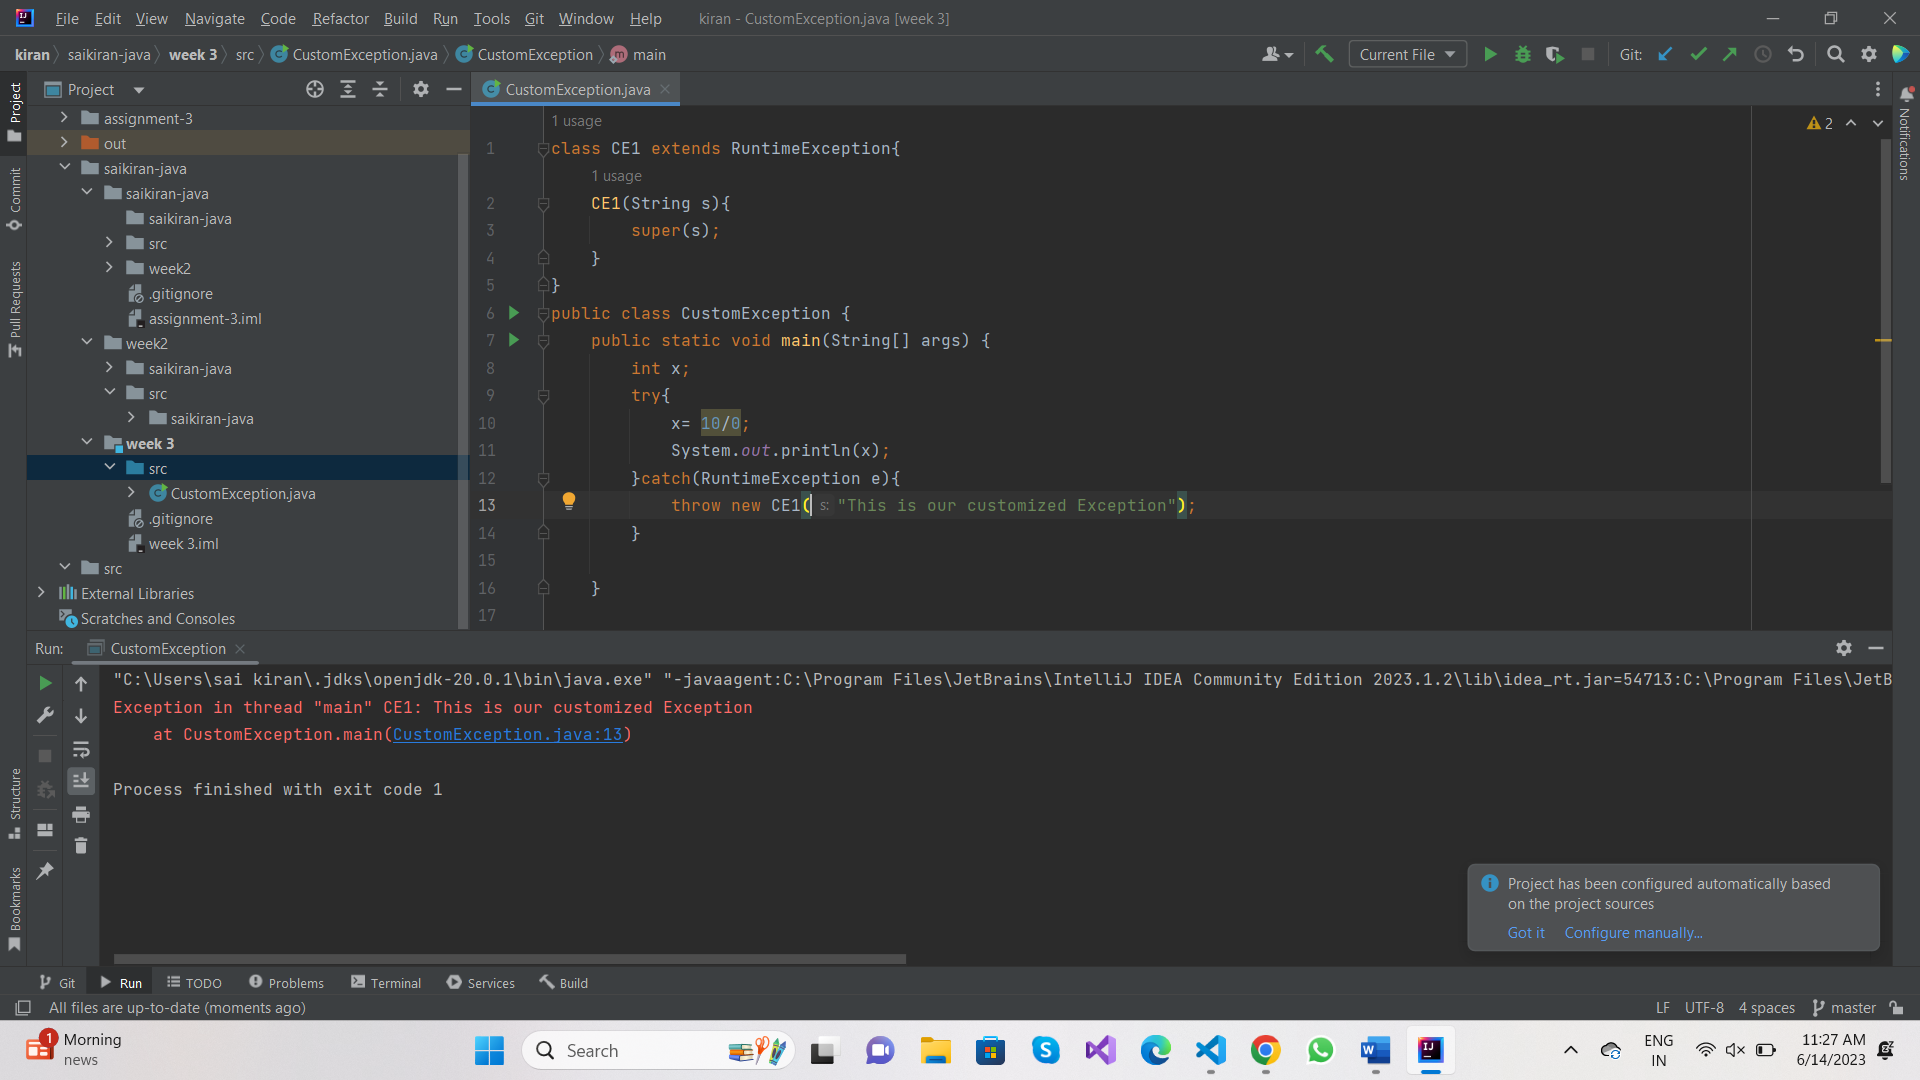 File Edit View Navigate Code Refactor Build Run Tools Git Window Help kiran - CustomException.java [week 3]
kiran saikiran-java week 3 src CustomException.java CustomException main Current File Git:
Project
CustomException.java
assignment-3
out
saikiran-java
saikiran-java
saikiran-java
src
week2
.gitignore
assignment-3.iml
week2
saikiran-java
src
saikiran-java
week 3
src
CustomException.java
.gitignore
week 3.iml
src
External Libraries
Scratches and Consoles
Project
Commit
Pull Requests
Structure
Bookmarks
Notifications
2
1 usage
1 class CE1 extends RuntimeException{
1 usage
2 CE1(String s){
3 super(s);
4 }
5 }
6 public class CustomException {
7 public static void main(String[] args) {
8 int x;
9 try{
10 x= 10/0;
11 System.out.println(x);
12 }catch(RuntimeException e){
13 throw new CE1( s: "This is our customized Exception");
14 }
15
16 }
17
Run: CustomException
"C:\Users\sai kiran\.jdks\openjdk-20.0.1\bin\java.exe" "-javaagent:C:\Program Files\JetBrains\IntelliJ IDEA Community Edition 2023.1.2\lib\idea_rt.jar=54713:C:\Program Files\JetB
Exception in thread "main" CE1: This is our customized Exception
at CustomException.main(CustomException.java:13)
Process finished with exit code 1
Project has been configured automatically based
on the project sources
Got it Configure manually...
Git Run TODO Problems Terminal Services Build
All files are up-to-date (moments ago)
LF UTF-8 4 spaces master
1
Morning
news
Search
ENG
IN
11:27 AM
6/14/2023